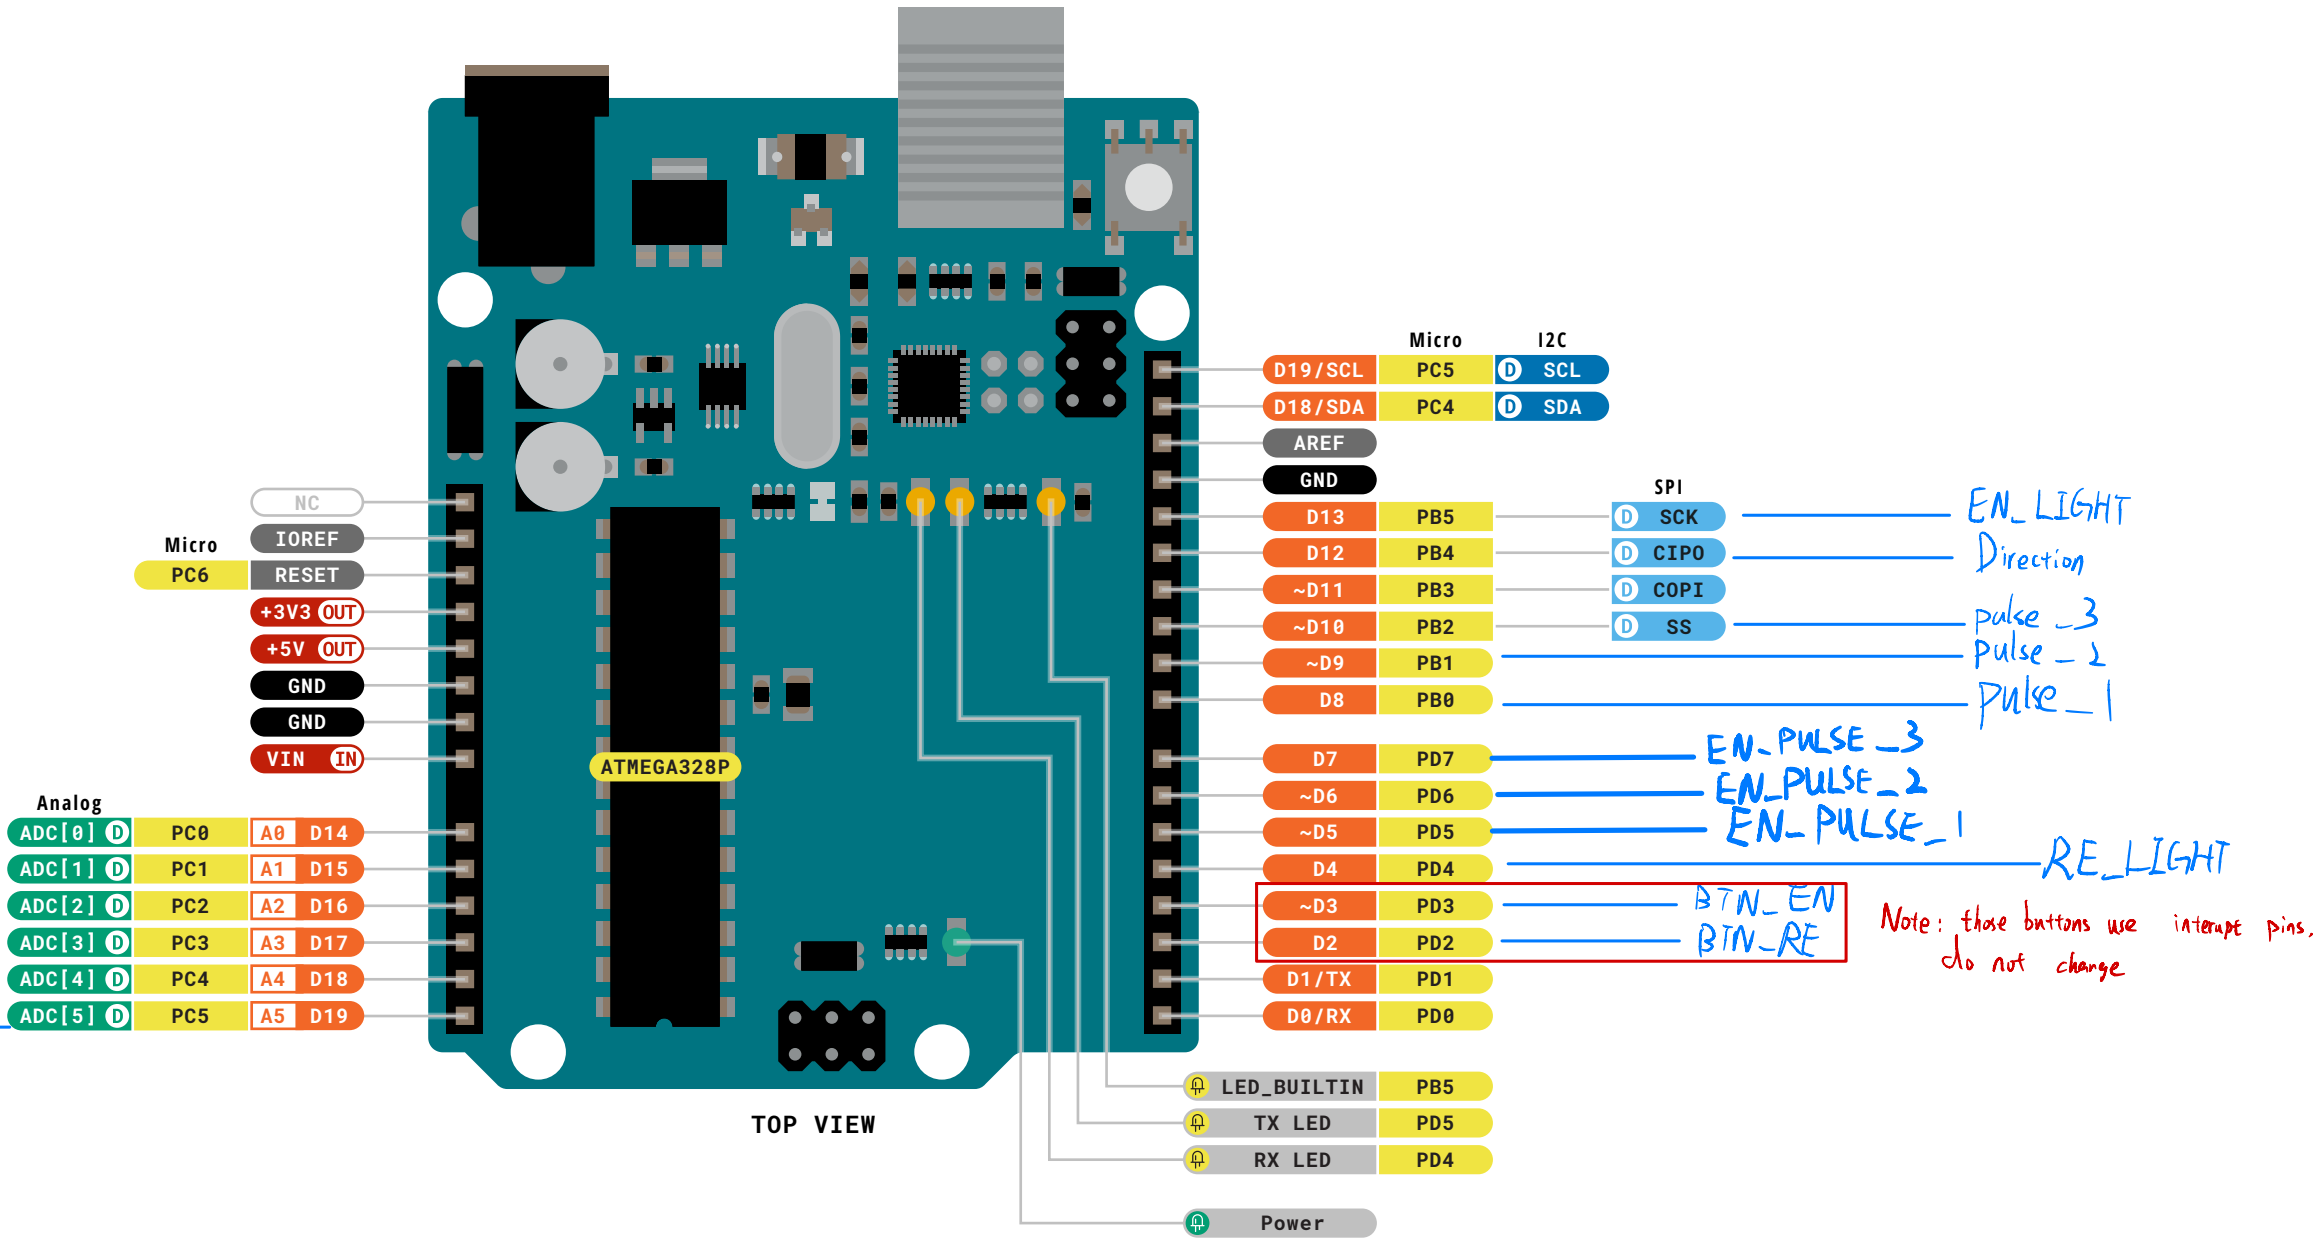 NC
IOREF
Micro
PC6 RESET
+3V3 OUT
+5V OUT
GND
GND
VIN IN
Analog
ADC[0] D PC0 A0 D14
ADC[1] D PC1 A1 D15
ADC[2] D PC2 A2 D16
ADC[3] D PC3 A3 D17
ADC[4] D PC4 A4 D18
ADC[5] D PC5 A5 D19
ATMEGA328P
TOP VIEW
Micro I2C
D19/SCL PC5 D SCL
D18/SDA PC4 D SDA
AREF
GND
SPI
D13 PB5 D SCK EN_LIGHT
D12 PB4 D CIPO Direction
~D11 PB3 D COPI
~D10 PB2 D SS pulse_3
~D9 PB1 pulse_2
D8 PB0 pulse_1
D7 PD7 EN_PULSE_3
~D6 PD6 EN_PULSE_2
~D5 PD5 EN_PULSE_1
D4 PD4 RE_LIGHT
~D3 PD3 BTN_EN
D2 PD2 BTN_RE
Note: those buttons use interupt pins.
do not change
D1/TX PD1
D0/RX PD0
LED_BUILTIN PB5
TX LED PD5
RX LED PD4
Power